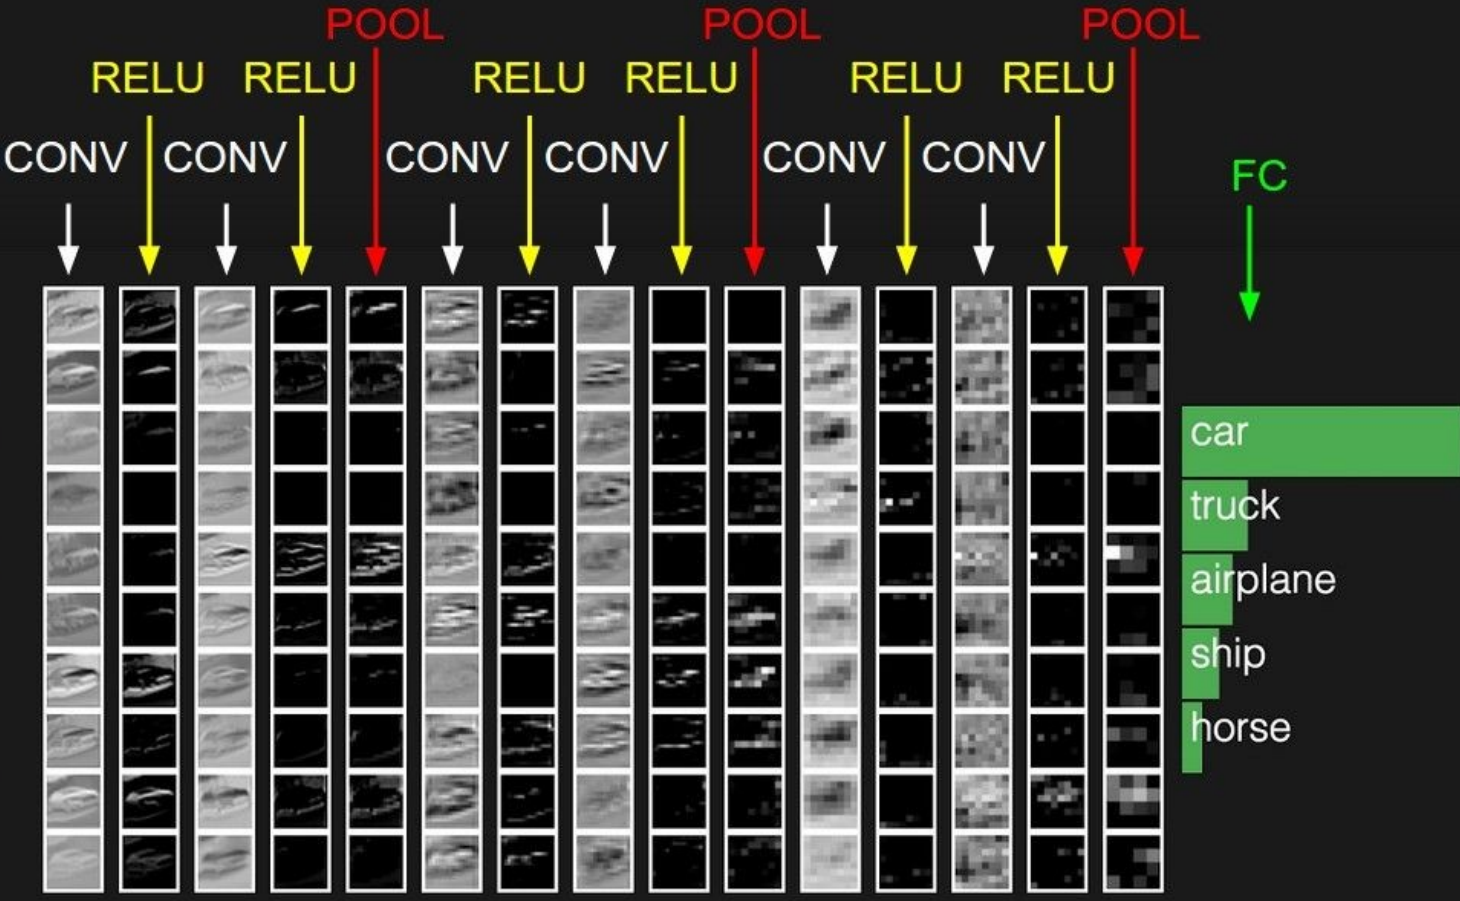 POOL POOL POOL
RELU RELU RELU RELU RELU RELU
CONV CONV CONV CONV CONV CONV
FC
car
truck
airplane
ship
horse